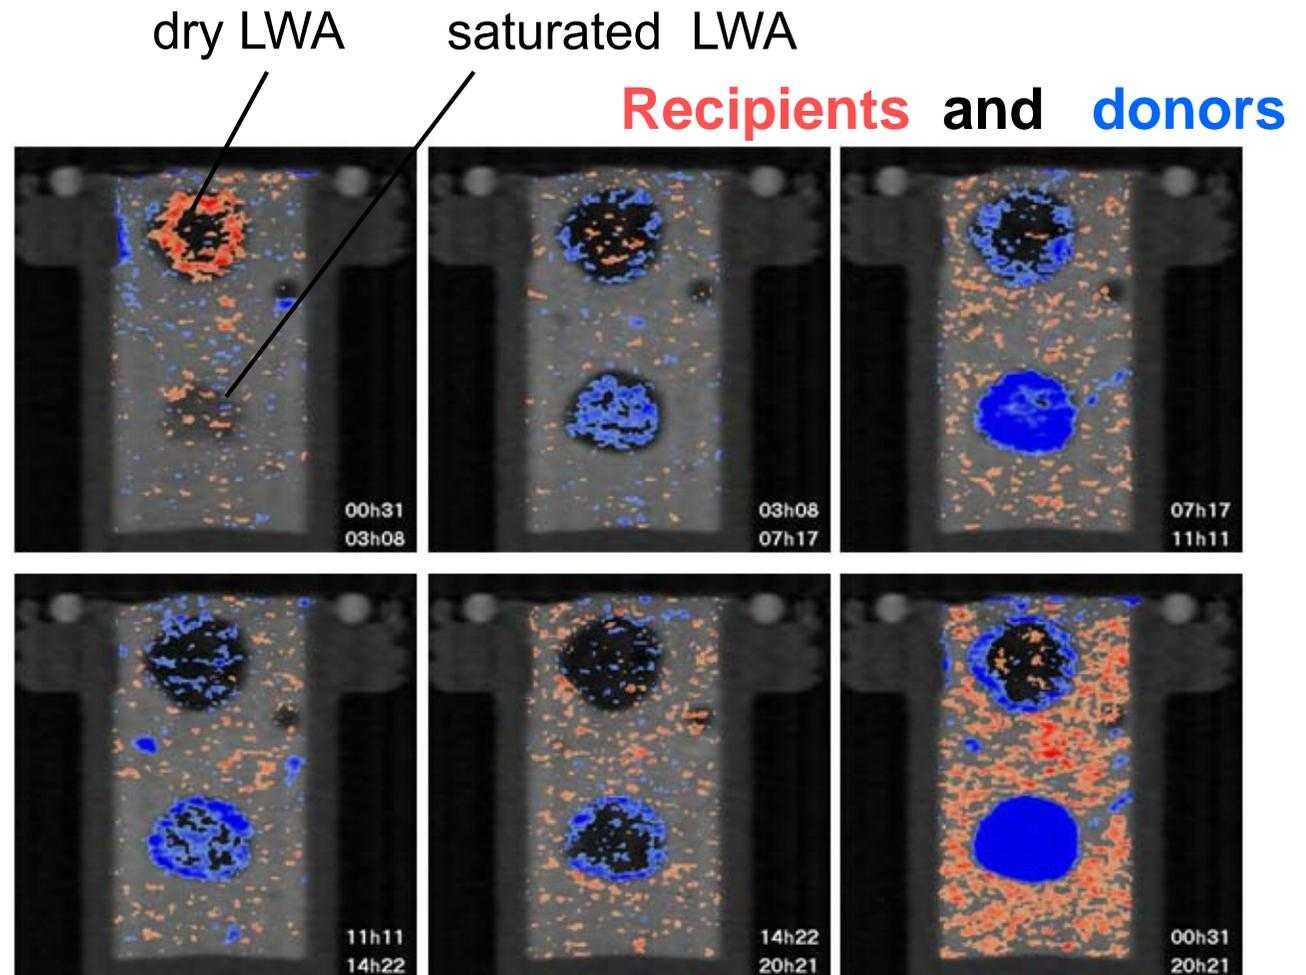 dry LWA
saturated LWA
Recipients and donors
00h31
03h08
03h08
07h17
07h17
11h11
11h11
14h22
14h22
20h21
00h31
20h21